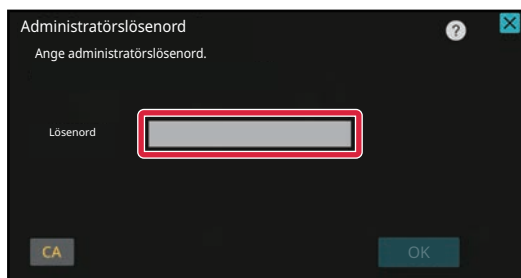 Administratörslösenord
?
Ange administratörslösenord.
Lösenord
CA
OK